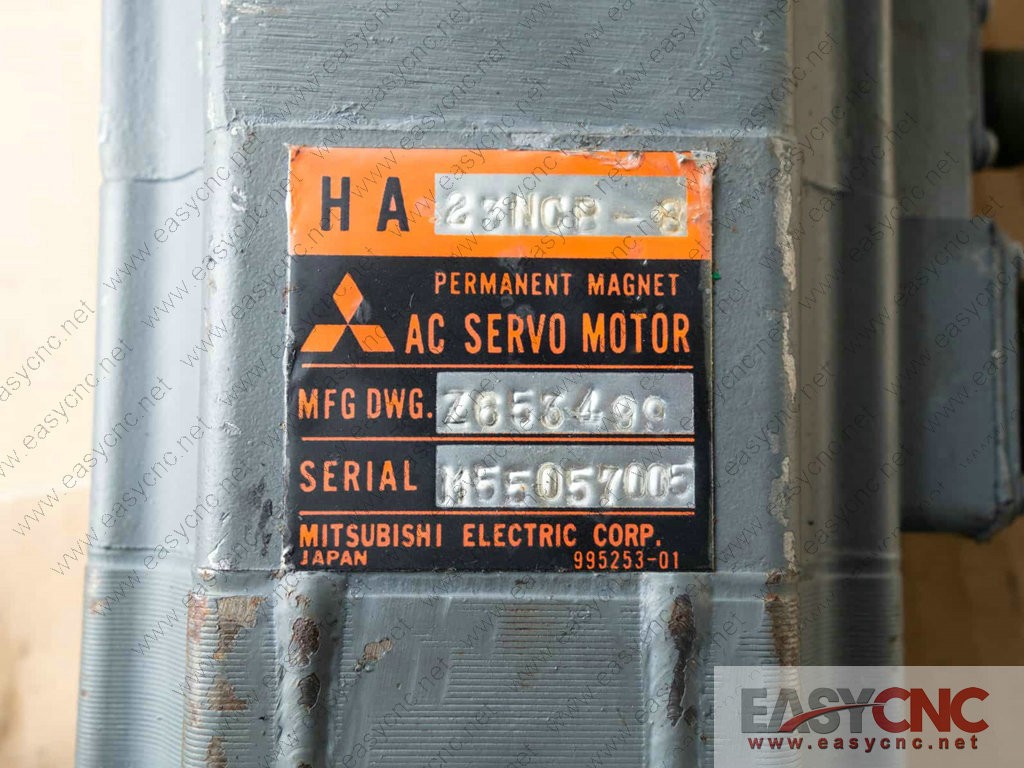 HA 23NCB-S
PERMANENT MAGNET
AC SERVO MOTOR
MFG DWG. Z653499
SERIAL M55057005
MITSUBISHI ELECTRIC CORP.
JAPAN 995253-01
EASYCNC
www.easycnc.net